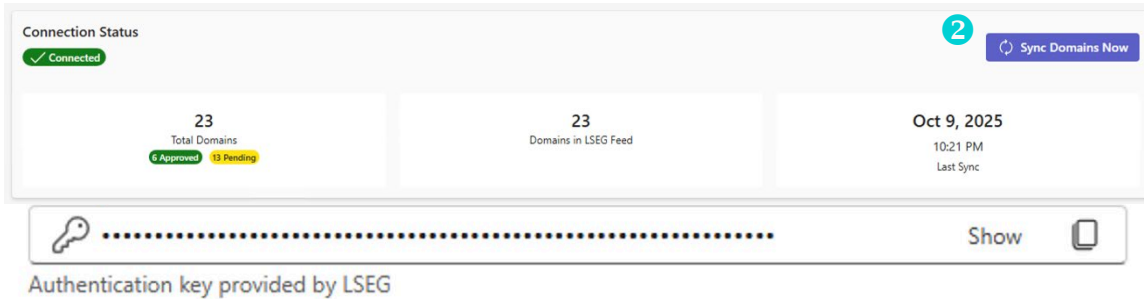 Connection Status
Connected
2
Sync Domains Now
23
Total Domains
6 Approved 13 Pending
23
Domains in LSEG Feed
Oct 9, 2025
10:21 PM
Last Sync
Show
Authentication key provided by LSEG